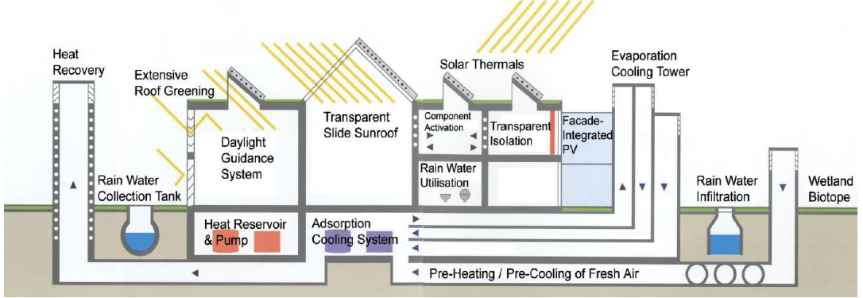 Heat
Recovery
Extensive
Roof Greening
Solar Thermals
Evaporation
Cooling Tower
Daylight
Guidance
System
Transparent
Slide Sunroof
Component
Activation
Transparent
Isolation
Facade-
Integrated
PV
Rain Water
Collection Tank
Rain Water
Utilisation
Rain Water
Infiltration
Wetland
Biotope
Heat Reservoir
& Pump
Adsorption
Cooling System
Pre-Heating / Pre-Cooling of Fresh Air